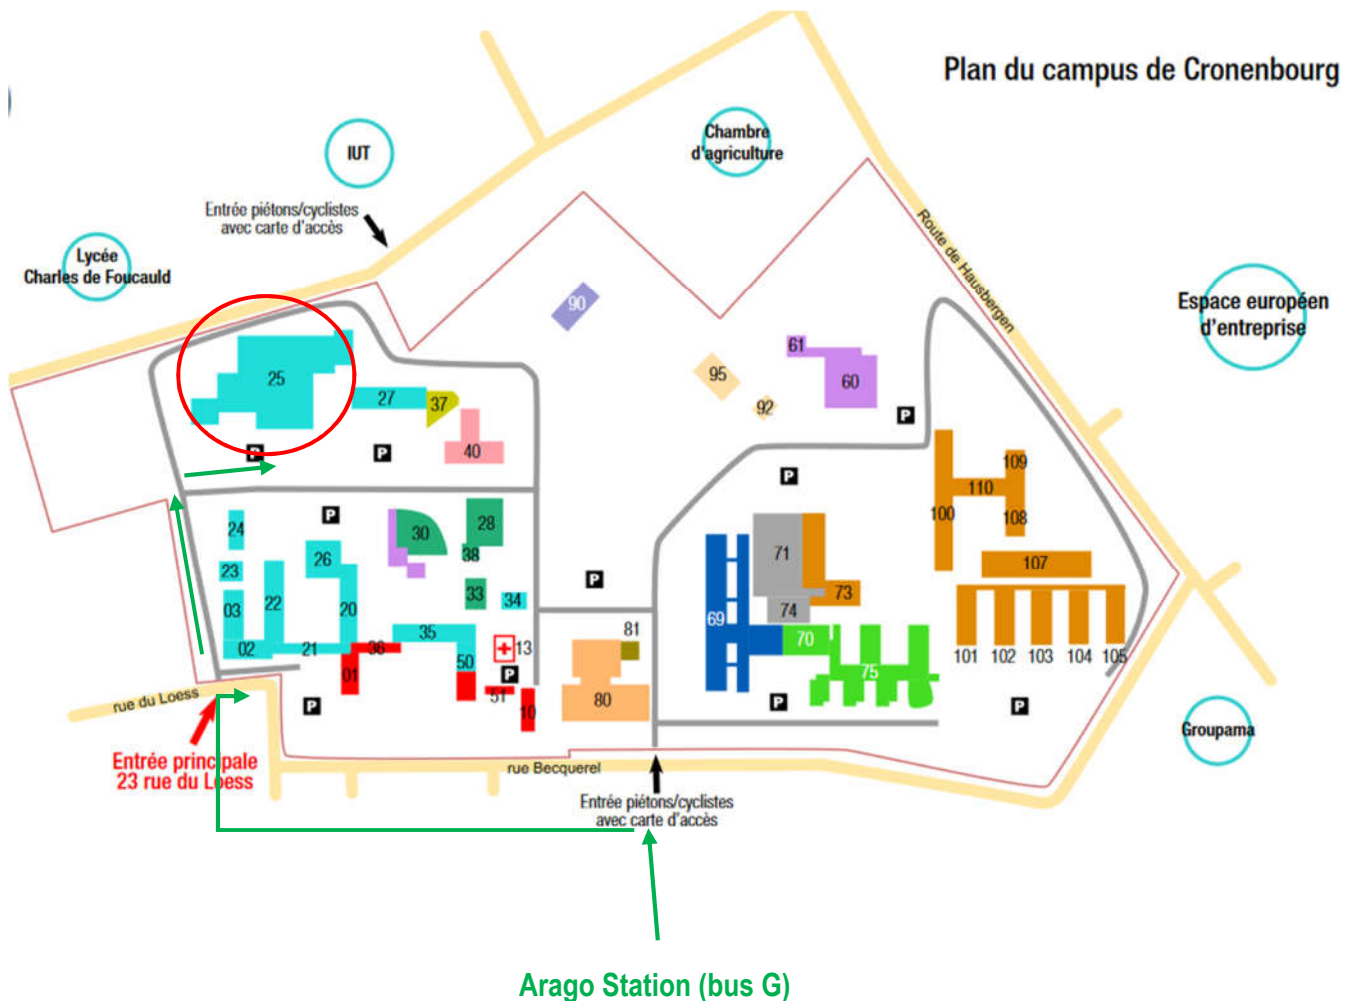 Plan du campus de Cronenbourg
Chambre
d'agriculture
IUT
Entrée piétons/cyclistes
avec carte d'accès
Lycée
Charles de Foucauld
Route de Hausbergen
Espace européen
d'entreprise
90
61
60
95
92
25
27
37
40
P
P
P
P
109
110
100
108
24
P
30
28
38
26
71
107
23
22
20
33
34
P
73
03
74
69
70
02
21
36
35
50
13
81
75
101
102
103
104
105
01
P
51
10
80
P
P
P
rue du Loess
Entrée principale
23 rue du Loess
Groupama
rue Becquerel
Entrée piétons/cyclistes
avec carte d'accès
Arago Station (bus G)